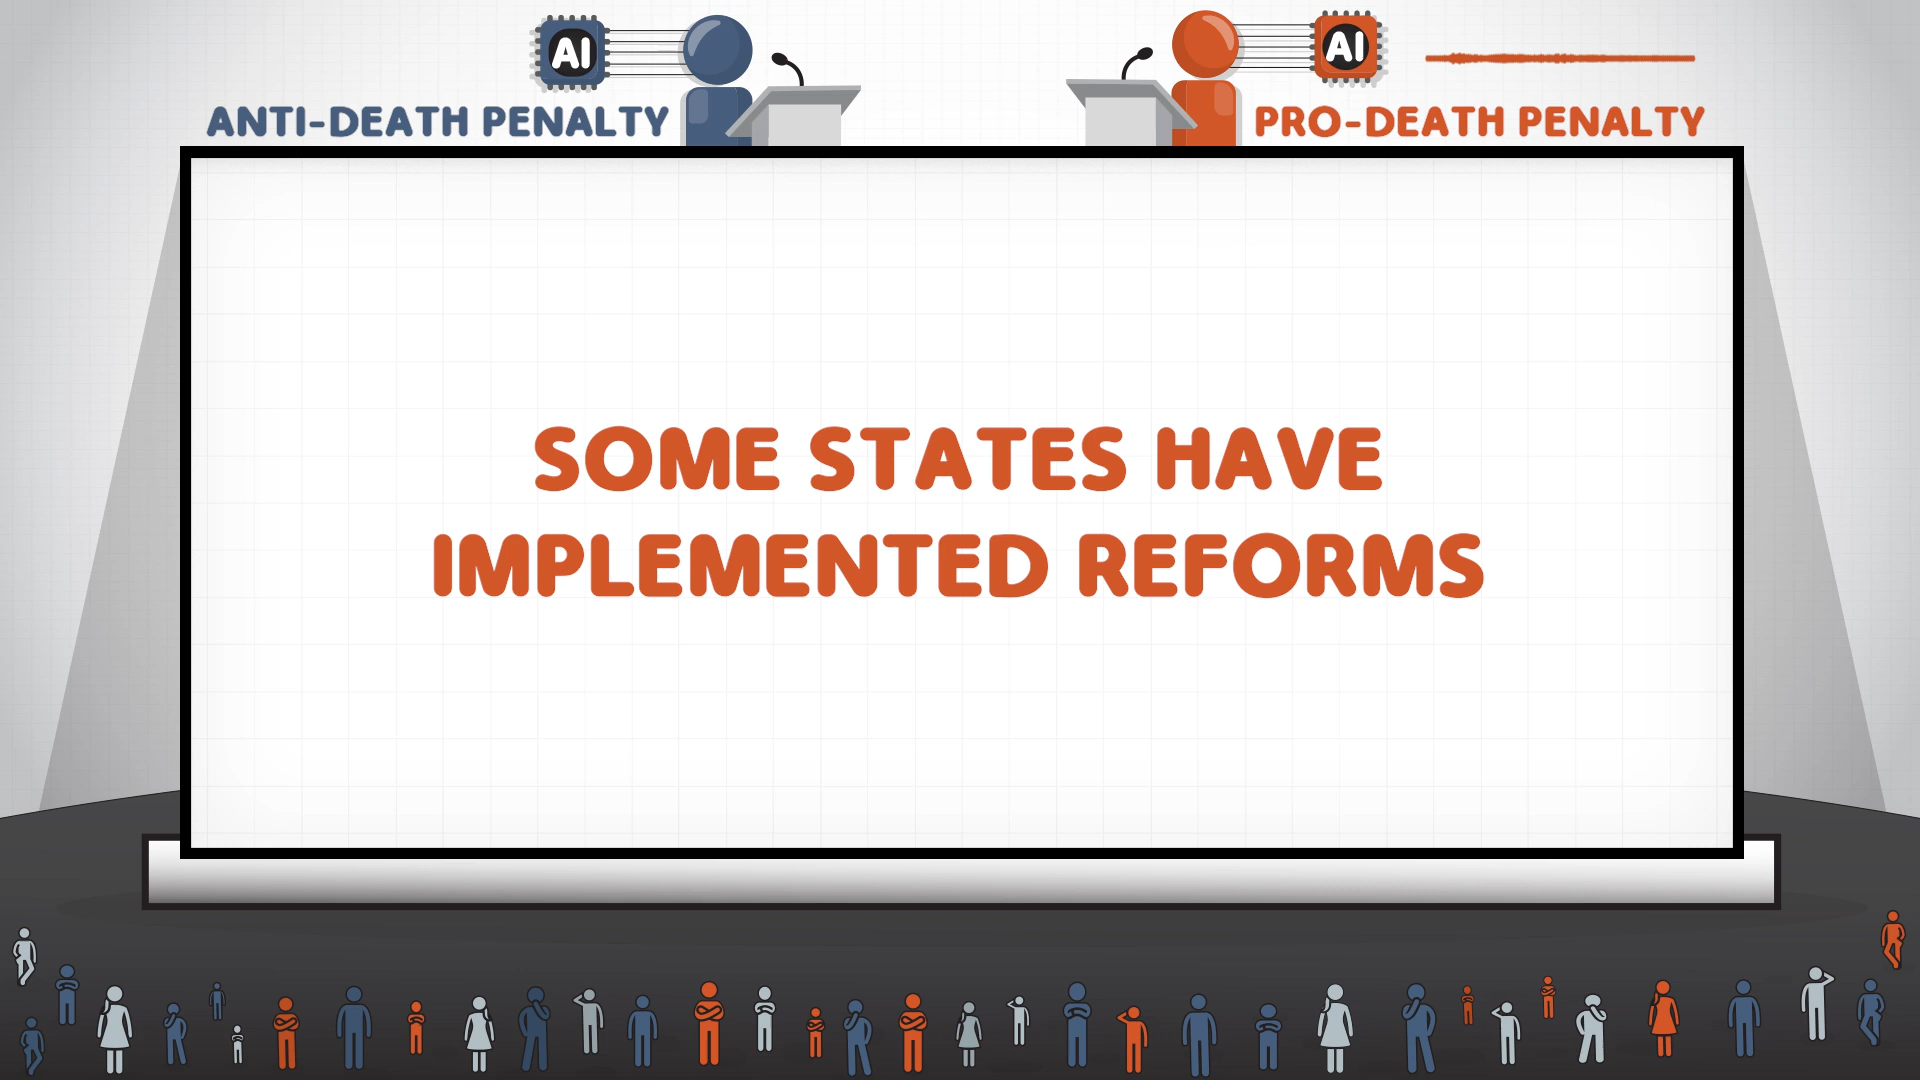 AI
AI
ANTI-DEATH PENALTY
PRO-DEATH PENALTY
SOME STATES HAVE
IMPLEMENTED REFORMS